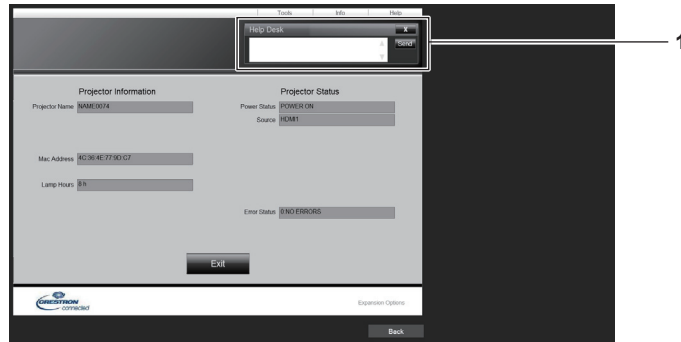 Tools Info Help
Help Desk X
Send
1
Projector Information Projector Status
Projector Name NAME0074 Power Status POWER ON
Source HDMI1
Mac Address 4C:36:4E:77:9D:C7
Lamp Hours 8 h
Error Status 0:NO ERRORS
Exit
CRESTRON
connected
Expansion Options
Back